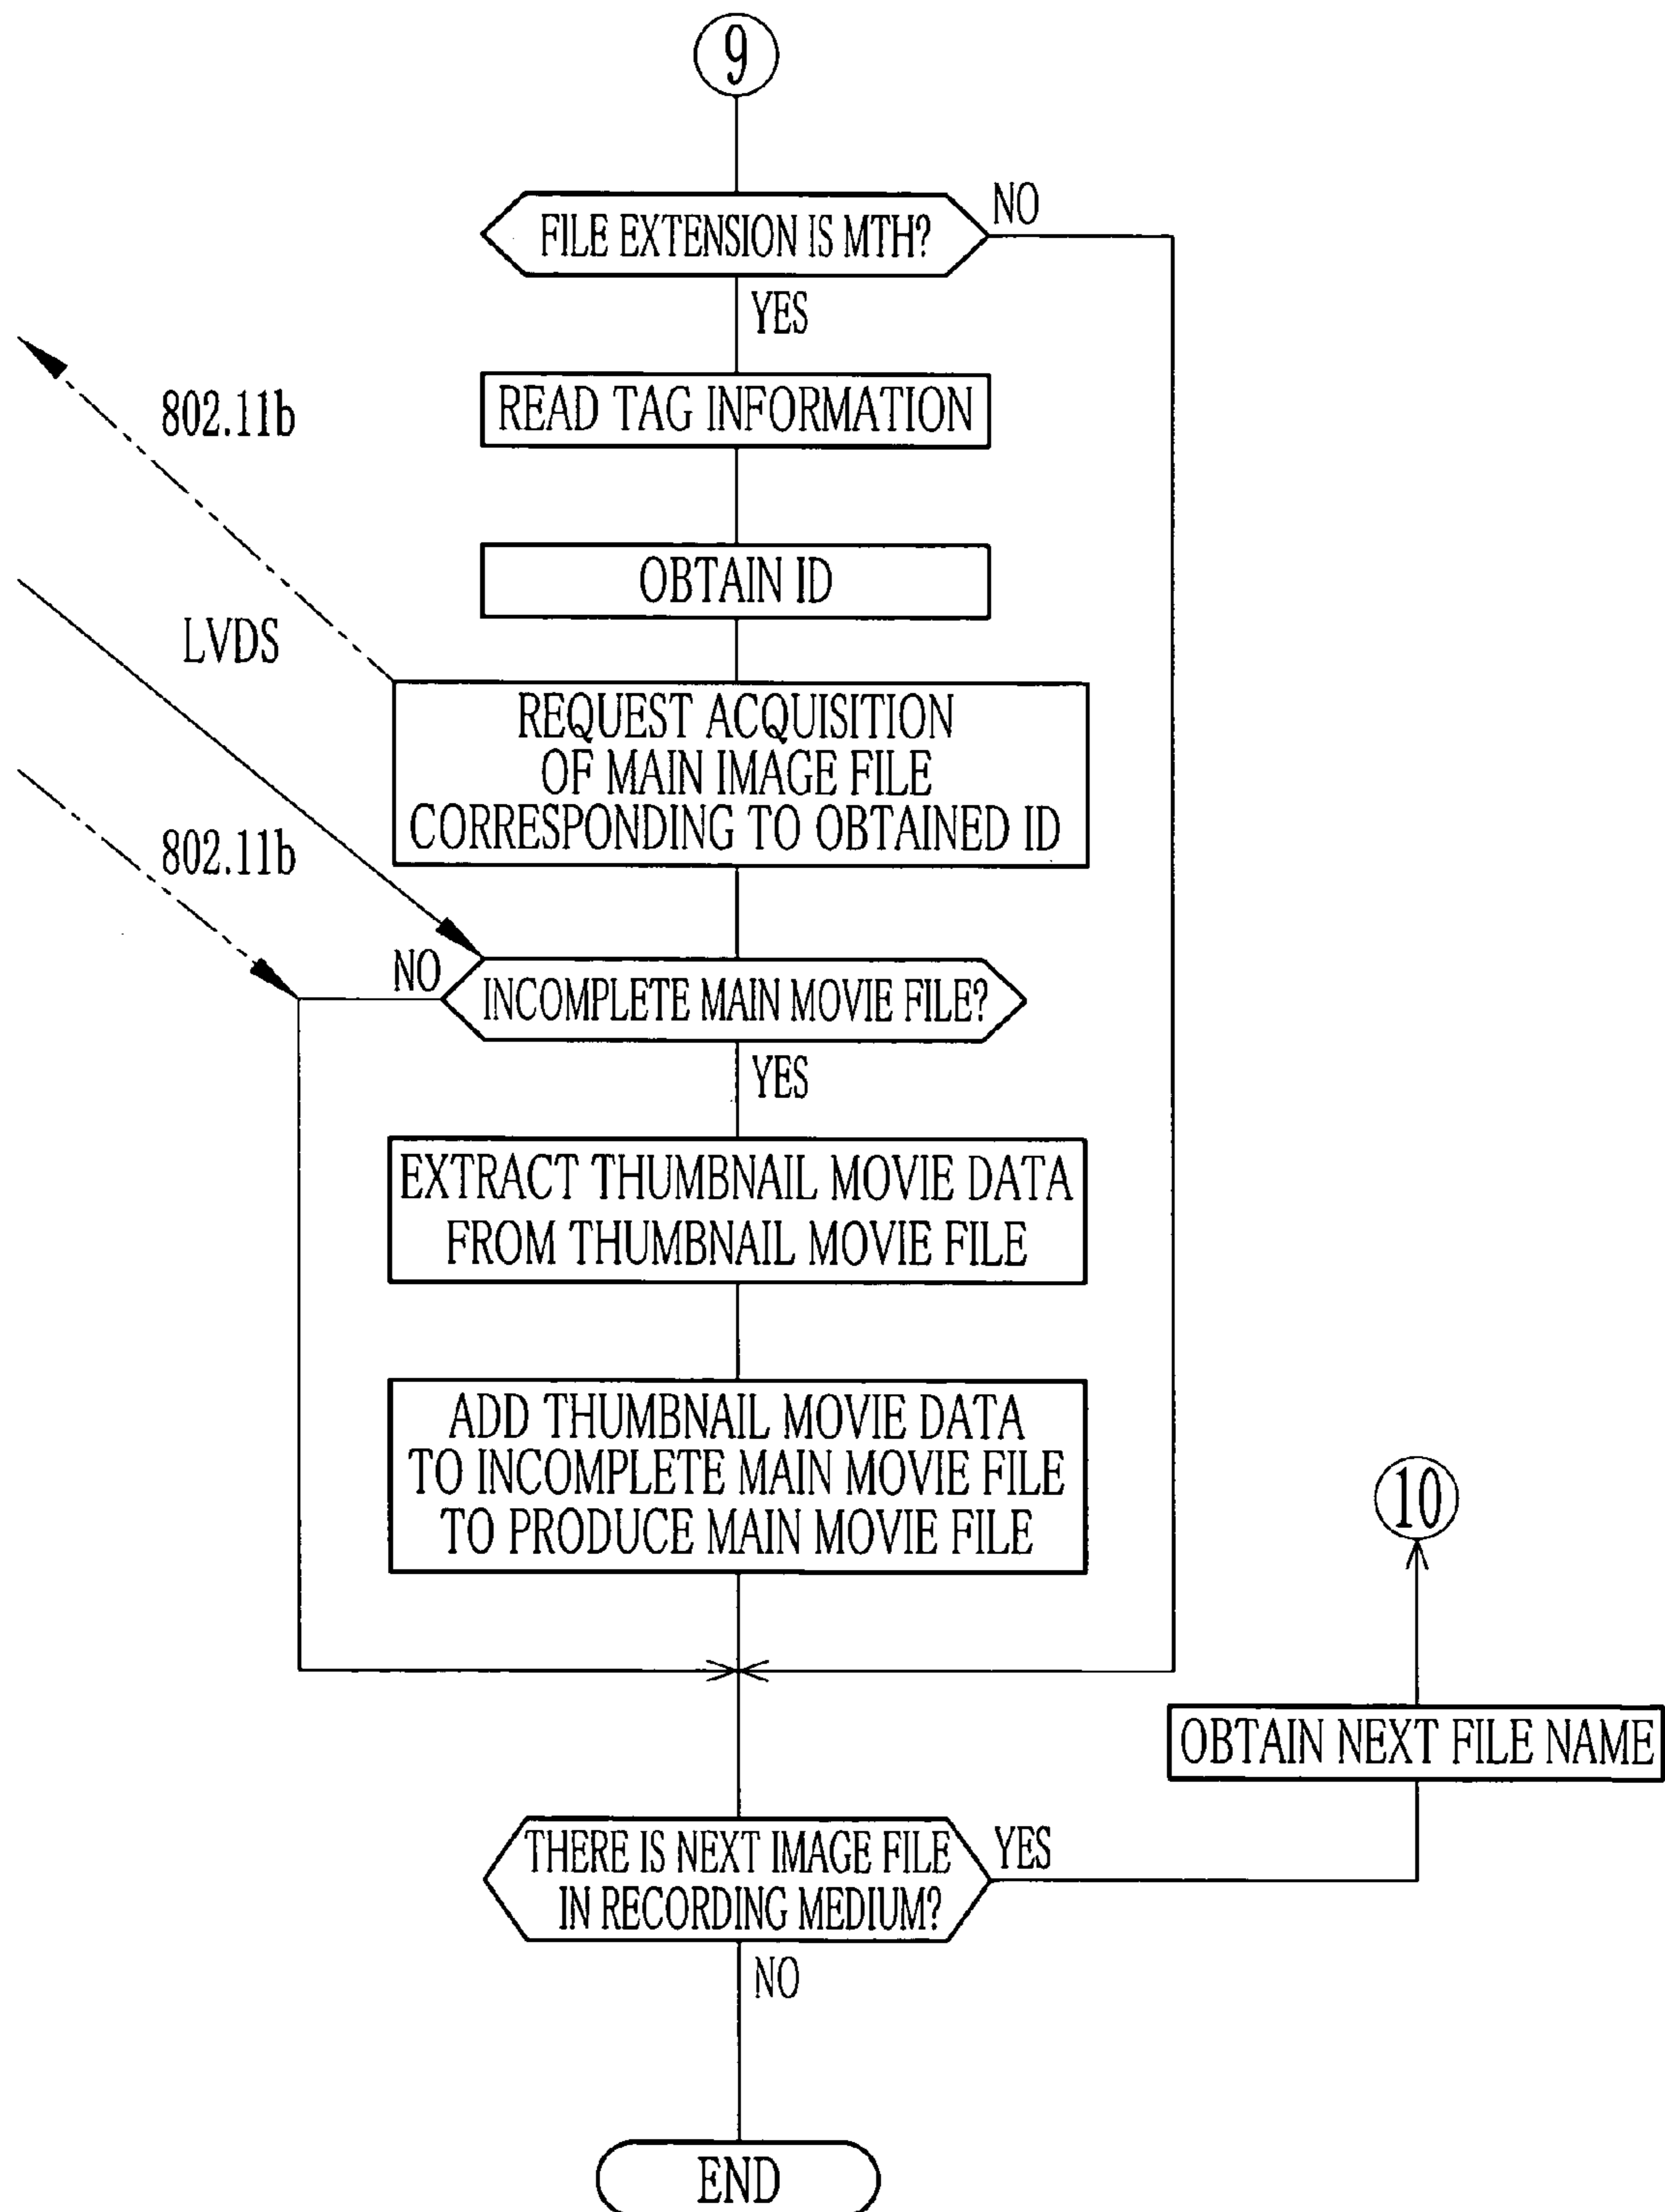 9
FILE EXTENSION IS MTH?
NO
YES
802.11b
READ TAG INFORMATION
OBTAIN ID
LVDS
REQUEST ACQUISITION
OF MAIN IMAGE FILE
CORRESPONDING TO OBTAINED ID
802.11b
NO
INCOMPLETE MAIN MOVIE FILE?
YES
EXTRACT THUMBNAIL MOVIE DATA
FROM THUMBNAIL MOVIE FILE
ADD THUMBNAIL MOVIE DATA
TO INCOMPLETE MAIN MOVIE FILE
TO PRODUCE MAIN MOVIE FILE
10
OBTAIN NEXT FILE NAME
THERE IS NEXT IMAGE FILE
IN RECORDING MEDIUM?
YES
NO
END